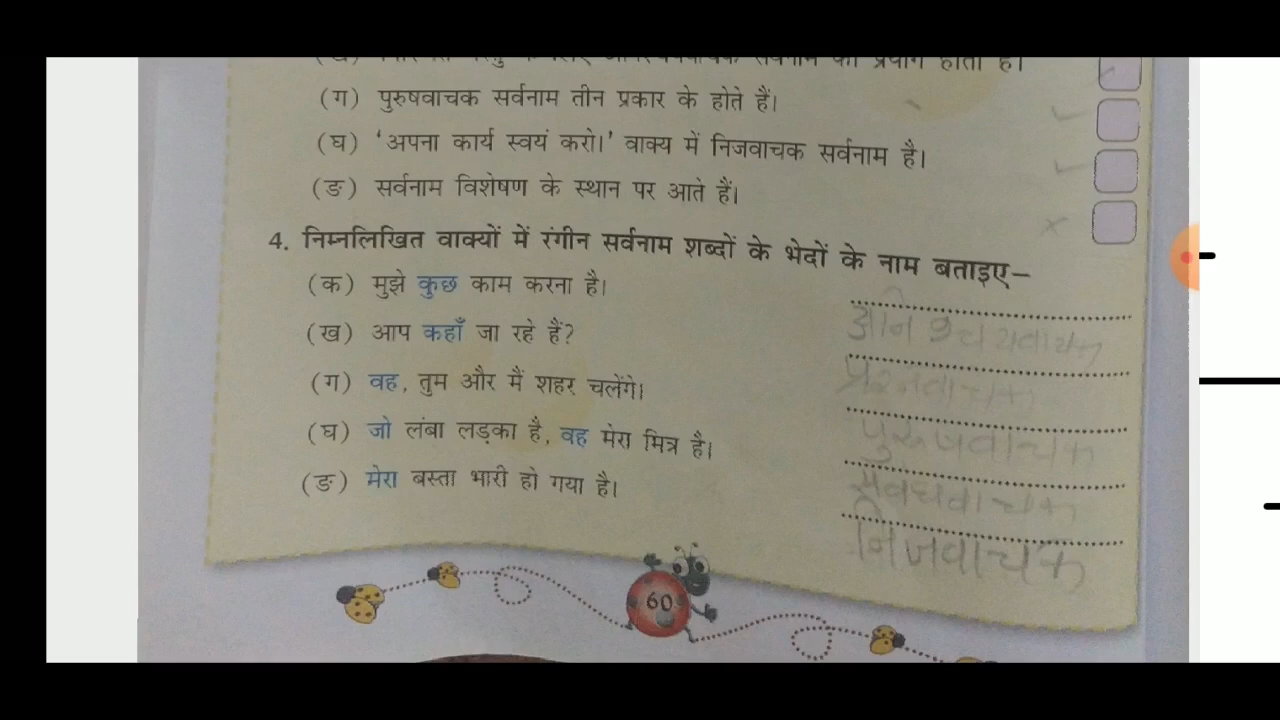 (ग) पुरुषवाचक सर्वनाम तीन प्रकार के होते हैं।
(घ) 'अपना कार्य स्वयं करो।' वाक्य में निजवाचक सर्वनाम है।
(ङ) सर्वनाम विशेषण के स्थान पर आते हैं।
4. निम्नलिखित वाक्यों में रंगीन सर्वनाम शब्दों के भेदों के नाम बताइए–
(क) मुझे कुछ काम करना है।
अनिश्चयवाचक
(ख) आप कहाँ जा रहे हैं?
प्रश्नवाचक
(ग) वह, तुम और मैं शहर चलेंगे।
पुरुषवाचक
(घ) जो लंबा लड़का है, वह मेरा मित्र है।
संबंधवाचक
(ङ) मेरा बस्ता भारी हो गया है।
निजवाचक
60